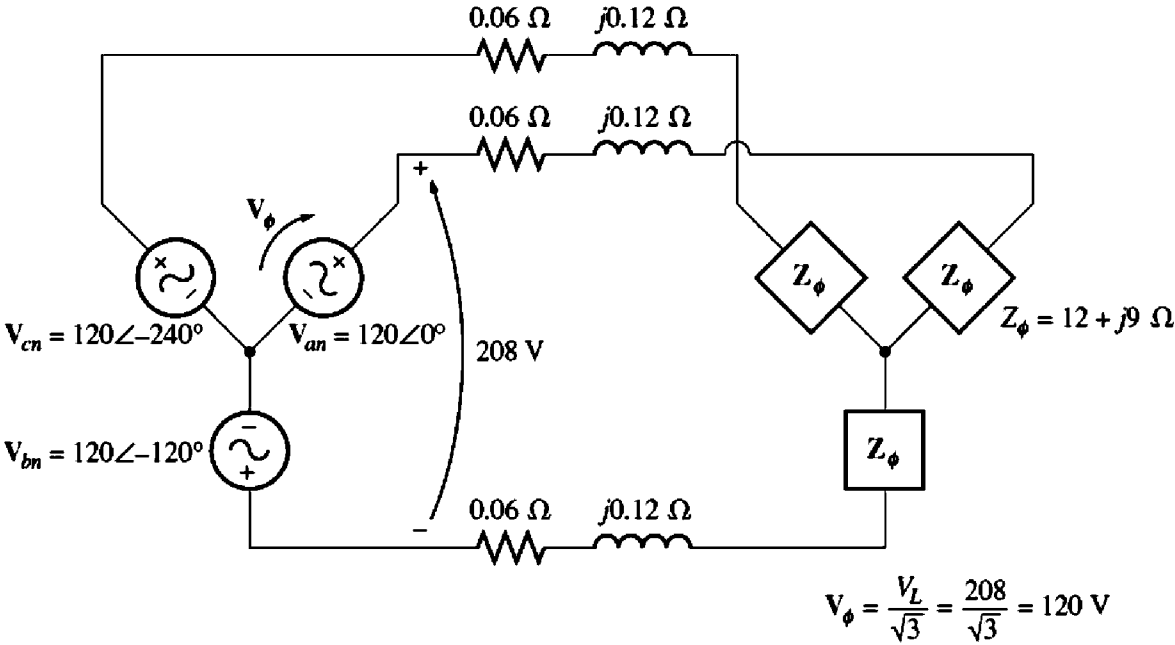 0.06 Ω j0.12 Ω
0.06 Ω j0.12 Ω
+
V_ϕ
Z_ϕ Z_ϕ
Z_ϕ = 12 + j9 Ω
V_cn = 120∠–240° V_an = 120∠0°
208 V
V_bn = 120∠–120°
–
+
Z_ϕ
0.06 Ω j0.12 Ω
–
V_ϕ = V_L/√3 = 208/√3 = 120 V